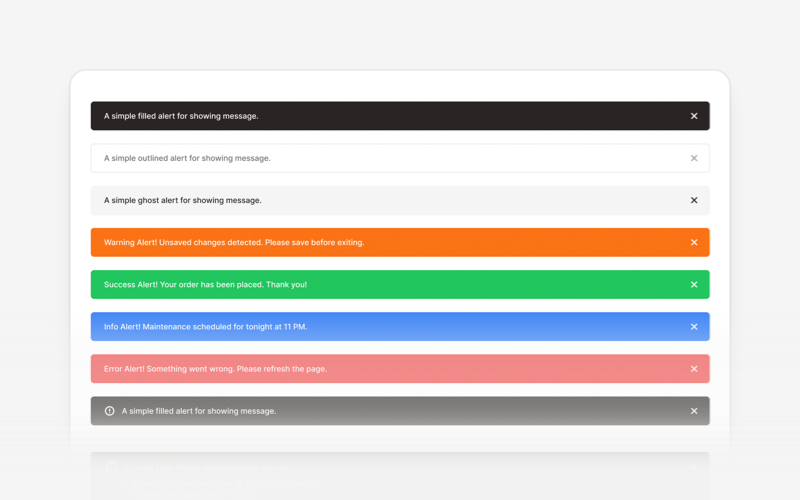 A simple filled alert for showing message.
A simple outlined alert for showing message.
A simple ghost alert for showing message.
Warning Alert! Unsaved changes detected. Please save before exiting.
Success Alert! Your order has been placed. Thank you!
Info Alert! Maintenance scheduled for tonight at 11 PM.
Error Alert! Something went wrong. Please refresh the page.
A simple filled alert for showing message.